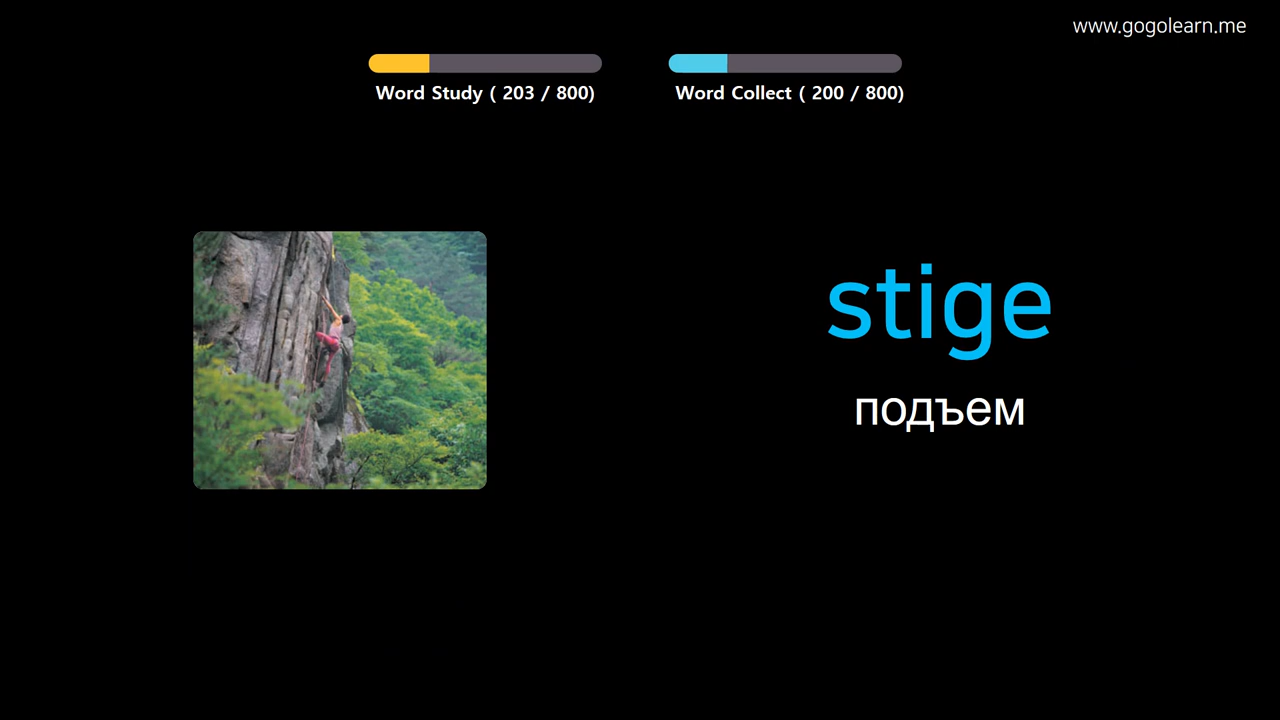 www.gogolearn.me
Word Study ( 203 / 800)
Word Collect ( 200 / 800)
stige
подъем